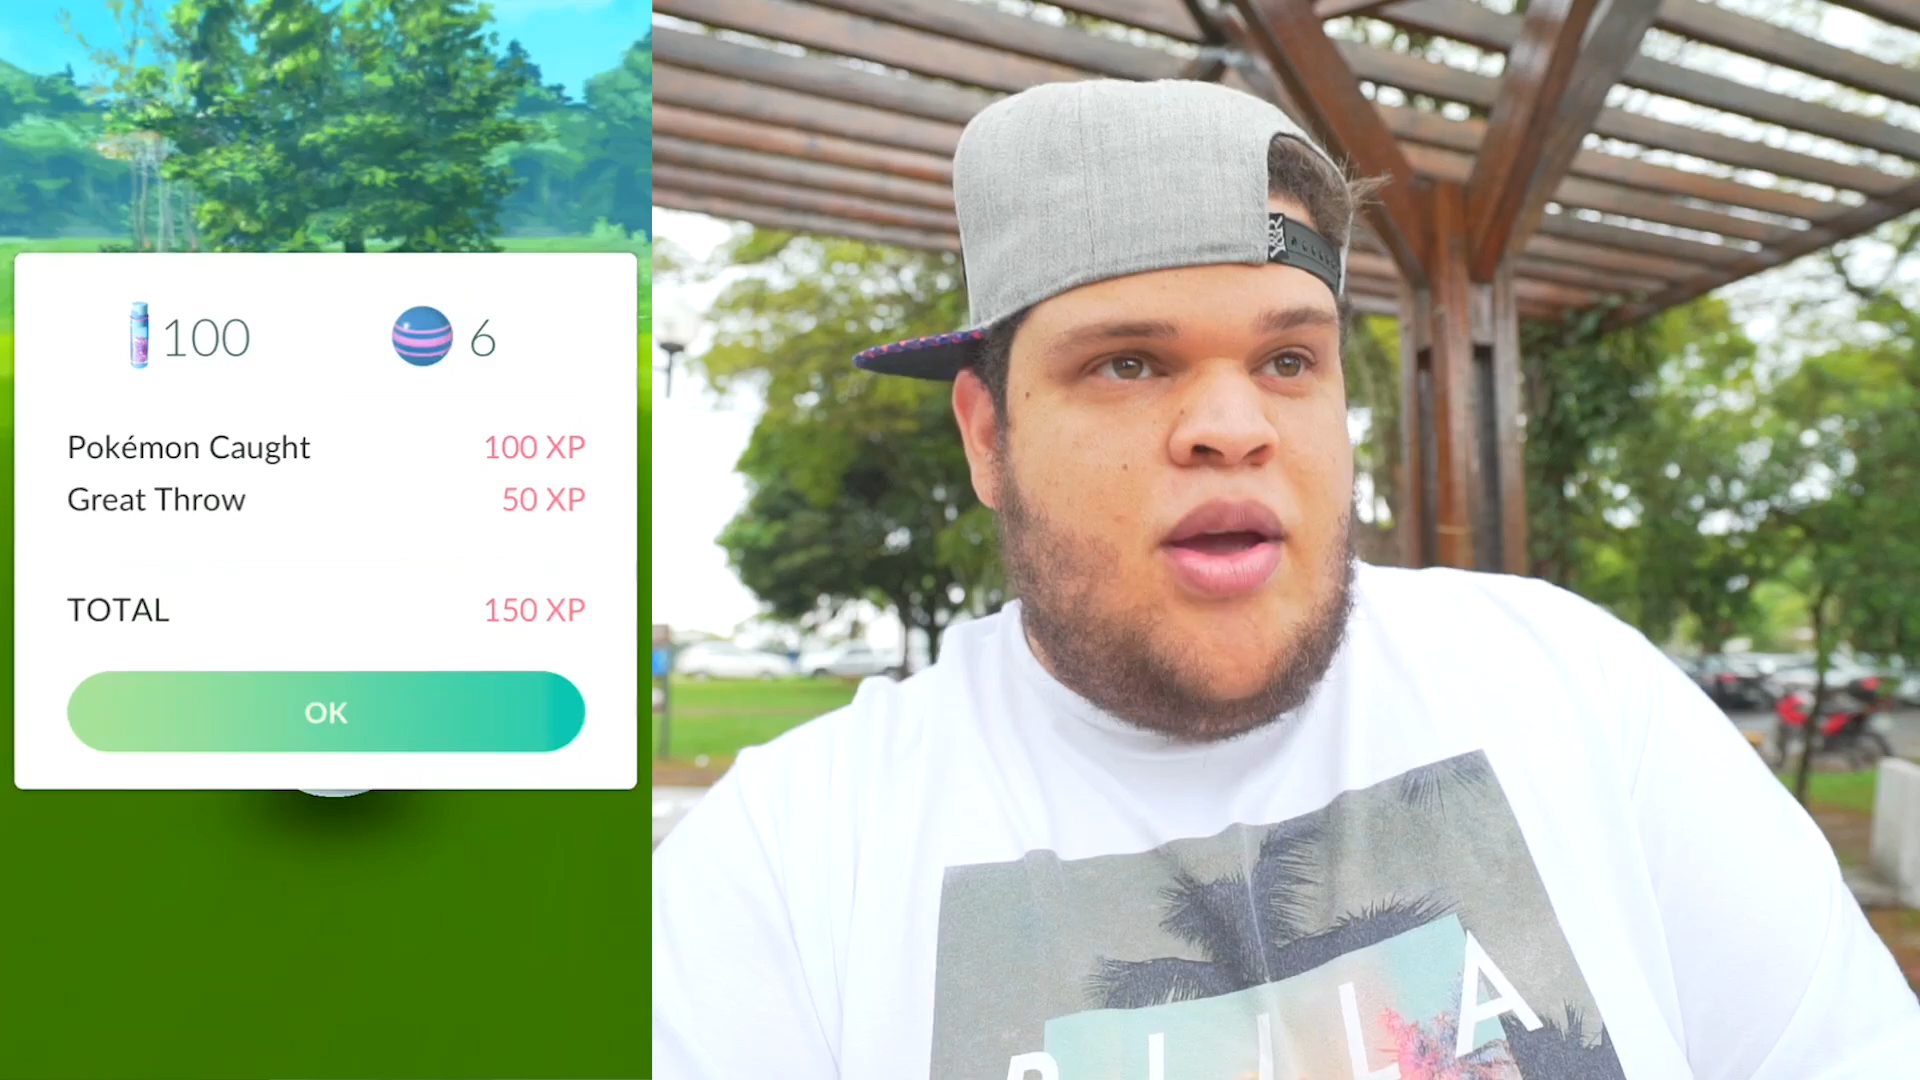 100 6
Pokémon Caught 100 XP
Great Throw 50 XP
TOTAL 150 XP
OK